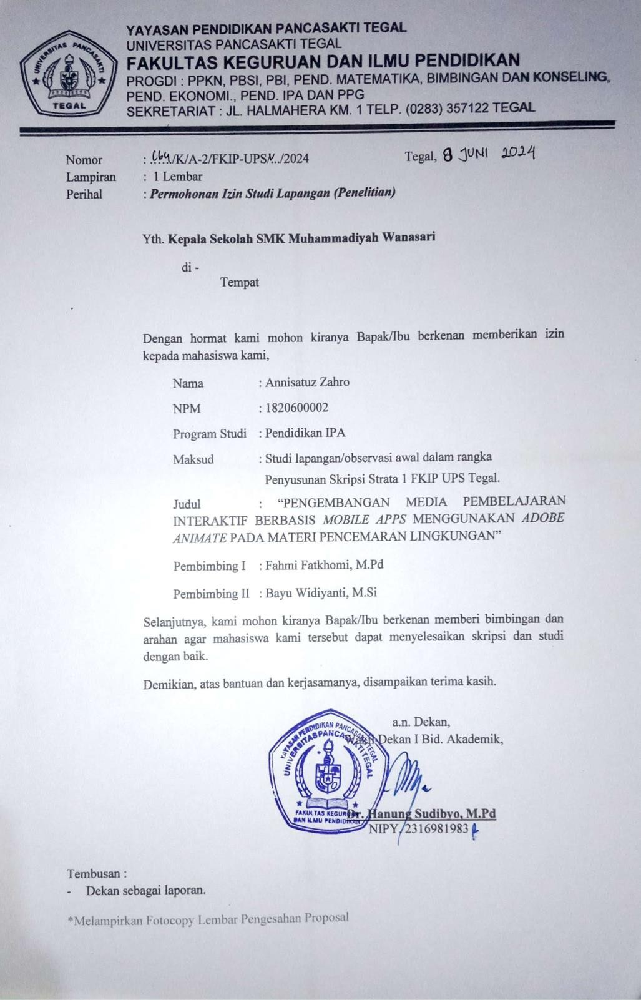 YAYASAN PENDIDIKAN PANCASAKTI TEGAL
UNIVERSITAS PANCASAKTI TEGAL
FAKULTAS KEGURUAN DAN ILMU PENDIDIKAN
PROGDI : PPKN, PBSI, PBI, PEND. MATEMATIKA, BIMBINGAN DAN KONSELING,
PEND. EKONOMI., PEND. IPA DAN PPG
SEKRETARIAT : JL. HALMAHERA KM. 1 TELP. (0283) 357122 TEGAL
UNIVERSITAS PANCASAKTI
TEGAL
Nomor : 664/K/A-2/FKIP-UPS/../2024 Tegal, 8 JUNI 2024
Lampiran : 1 Lembar
Perihal : Permohonan Izin Studi Lapangan (Penelitian)
Yth. Kepala Sekolah SMK Muhammadiyah Wanasari
di -
Tempat
Dengan hormat kami mohon kiranya Bapak/Ibu berkenan memberikan izin
kepada mahasiswa kami,
Nama : Annisatuz Zahro
NPM : 1820600002
Program Studi : Pendidikan IPA
Maksud : Studi lapangan/observasi awal dalam rangka
Penyusunan Skripsi Strata 1 FKIP UPS Tegal.
Judul : “PENGEMBANGAN MEDIA PEMBELAJARAN
INTERAKTIF BERBASIS MOBILE APPS MENGGUNAKAN ADOBE
ANIMATE PADA MATERI PENCEMARAN LINGKUNGAN”
Pembimbing I : Fahmi Fatkhomi, M.Pd
Pembimbing II : Bayu Widiyanti, M.Si
Selanjutnya, kami mohon kiranya Bapak/Ibu berkenan memberi bimbingan dan
arahan agar mahasiswa kami tersebut dapat menyelesaikan skripsi dan studi
dengan baik.
Demikian, atas bantuan dan kerjasamanya, disampaikan terima kasih.
a.n. Dekan,
Wakil Dekan I Bid. Akademik,
YAYASAN PENDIDIKAN PANCASAKTI TEGAL
UNIVERSITAS PANCASAKTI TEGAL
FAKULTAS KEGURUAN
DAN ILMU PENDIDIKAN
Dr. Hanung Sudibyo, M.Pd
NIPY. 2316981983
Tembusan :
- Dekan sebagai laporan.
*Melampirkan Fotocopy Lembar Pengesahan Proposal